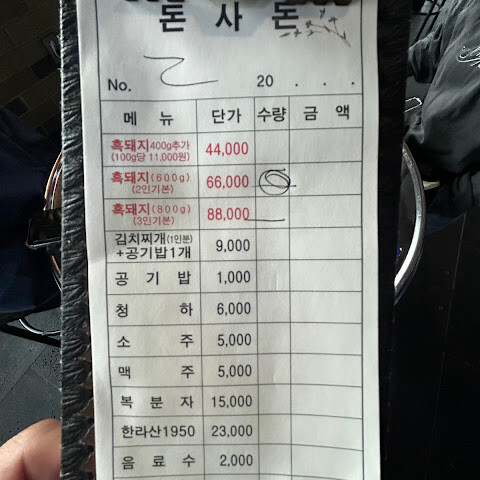 돈 사 돈
No. 2 20 . . .
메 뉴 단가 수량 금 액
흑돼지 400g추가 (100g당 11,000원) 44,000
흑돼지(600g) (2인기본) 66,000
흑돼지(800g) (3인기본) 88,000
김치찌개(1인분) +공기밥1개 9,000
공 기 밥 1,000
청 하 6,000
소 주 5,000
맥 주 5,000
복 분 자 15,000
한라산1950 23,000
음 료 수 2,000